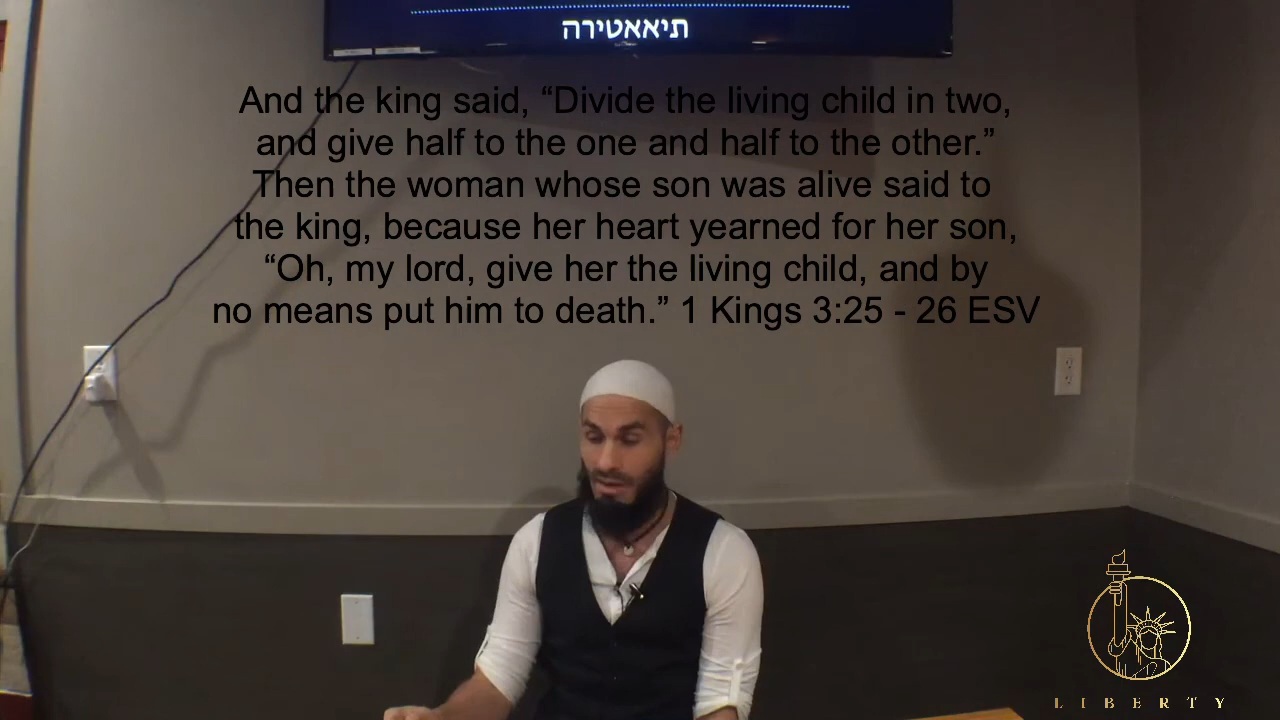 תיאאטירה
And the king said, “Divide the living child in two,
and give half to the one and half to the other.”
Then the woman whose son was alive said to
the king, because her heart yearned for her son,
“Oh, my lord, give her the living child, and by
no means put him to death.” 1 Kings 3:25 - 26 ESV
LIBERTY